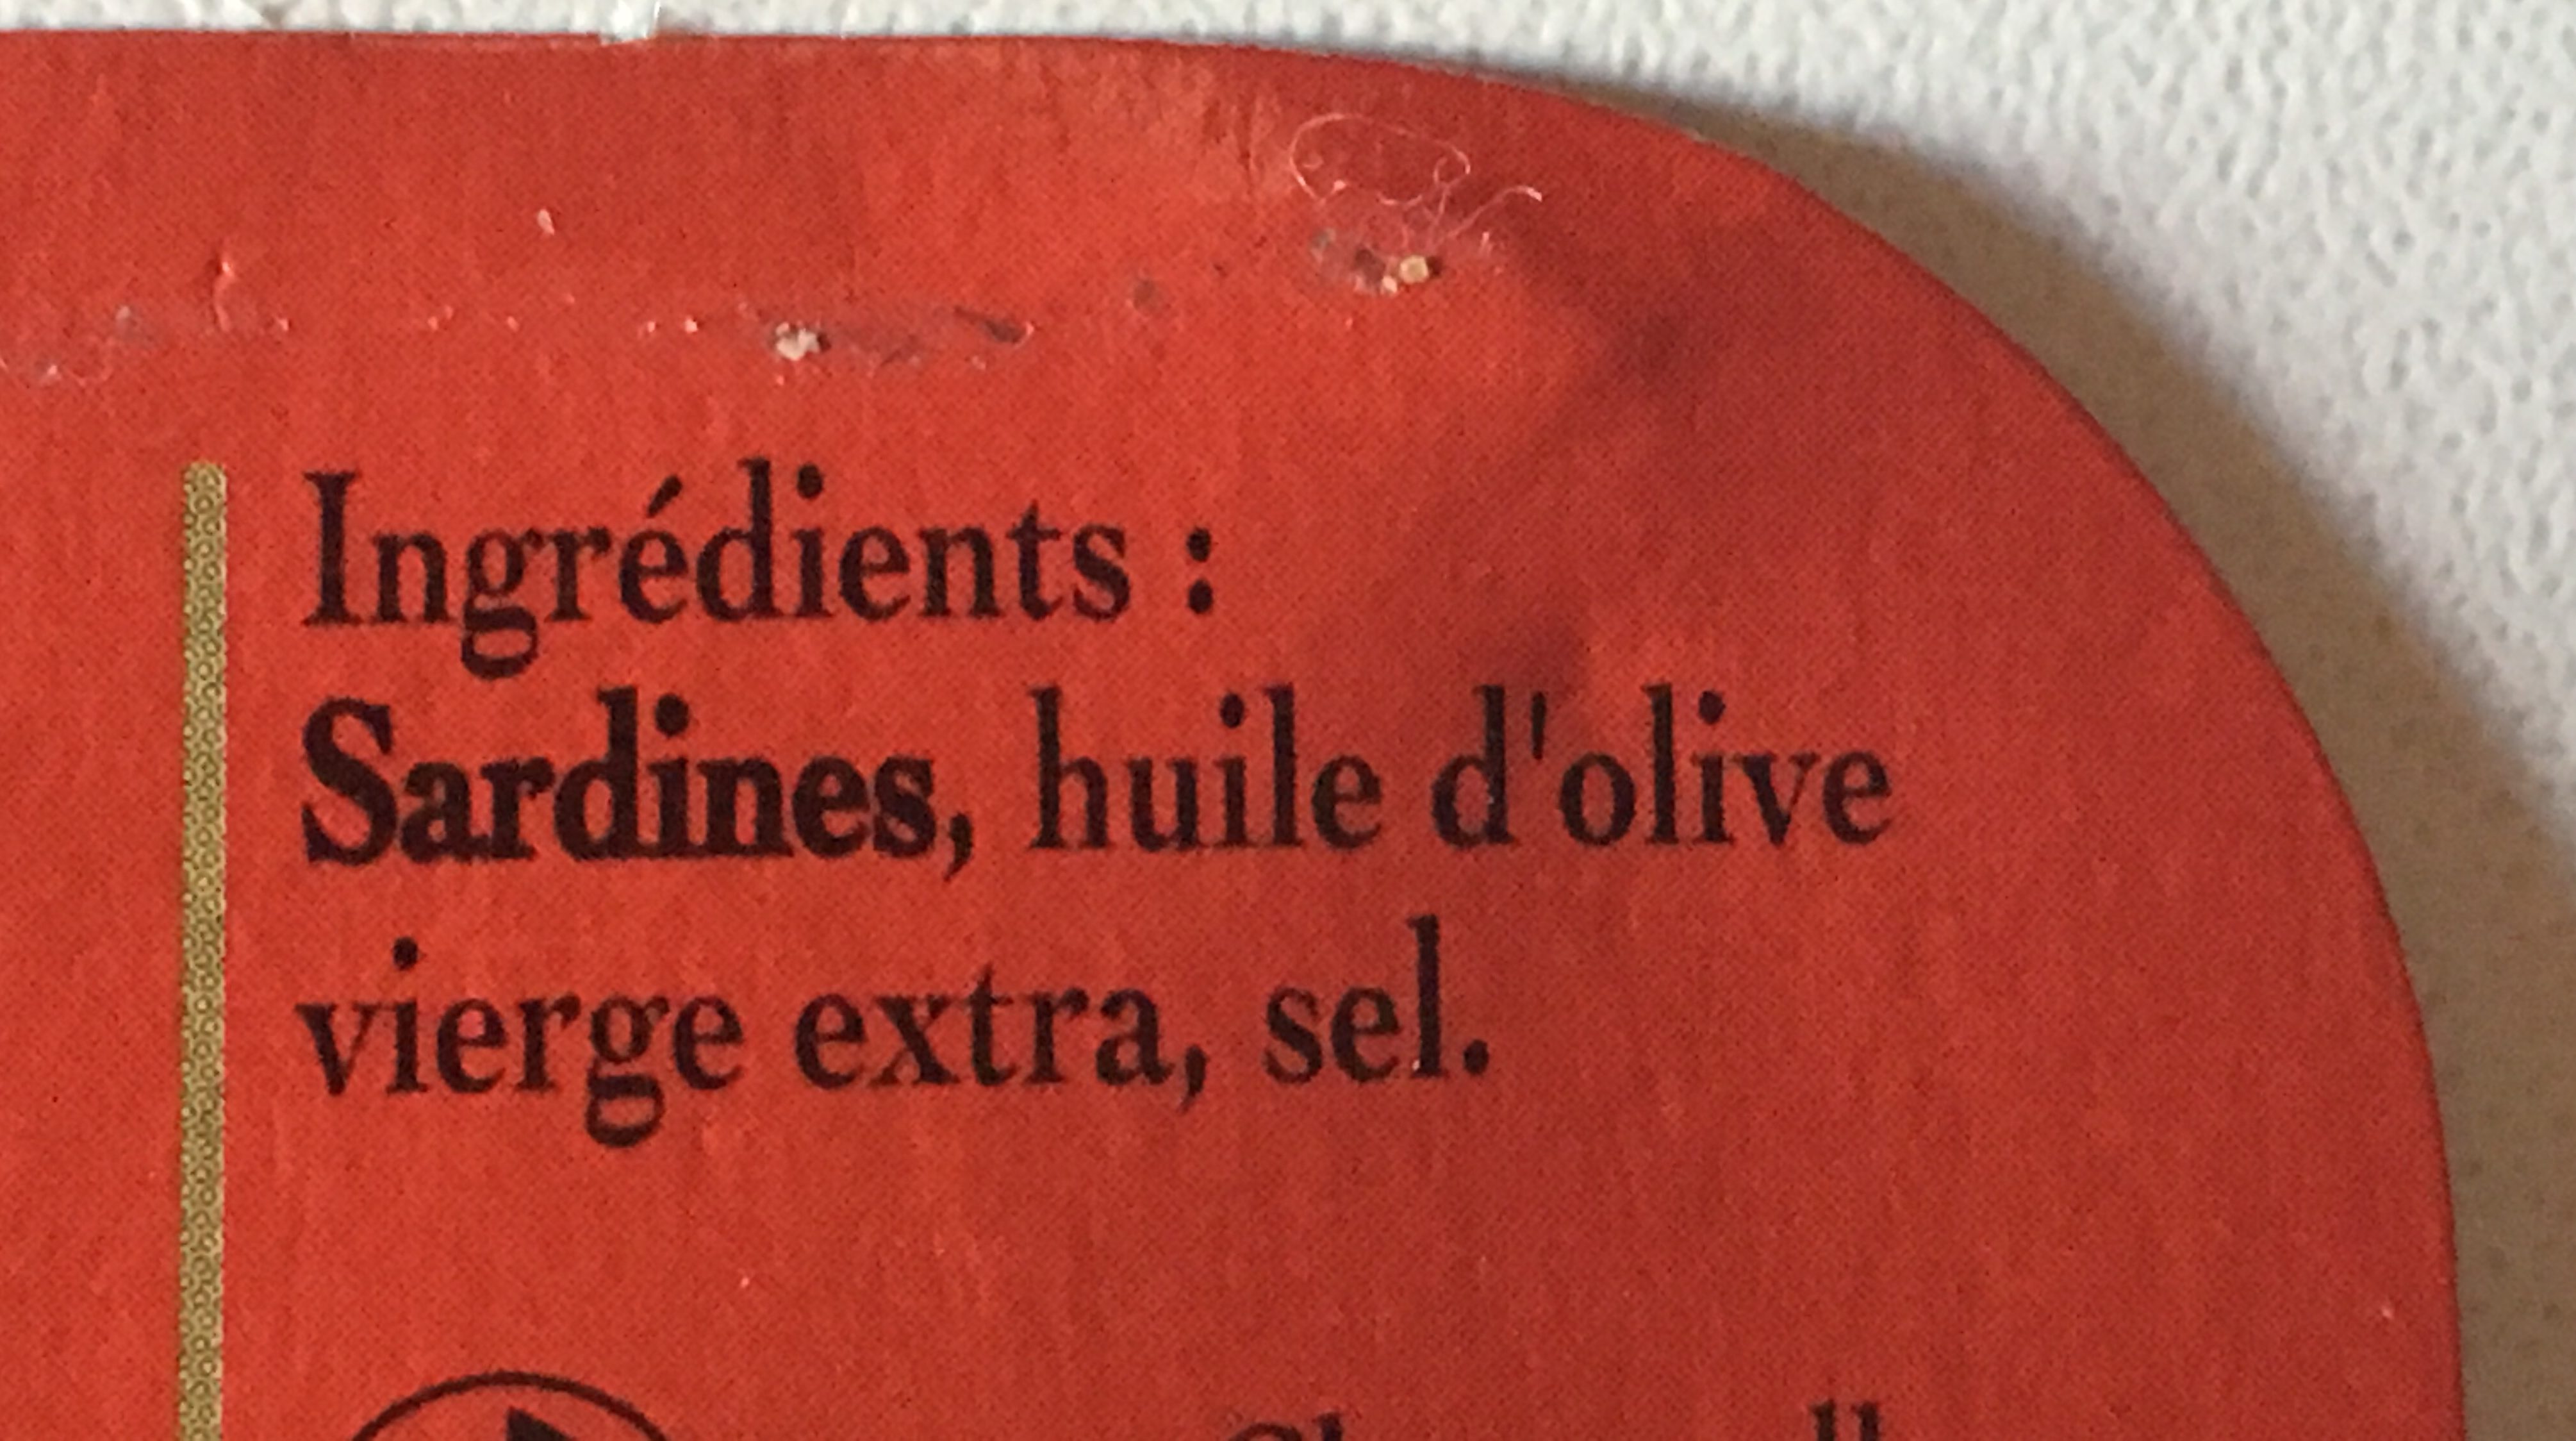 Ingrédients :
Sardines, huile d'olive
vierge extra, sel.